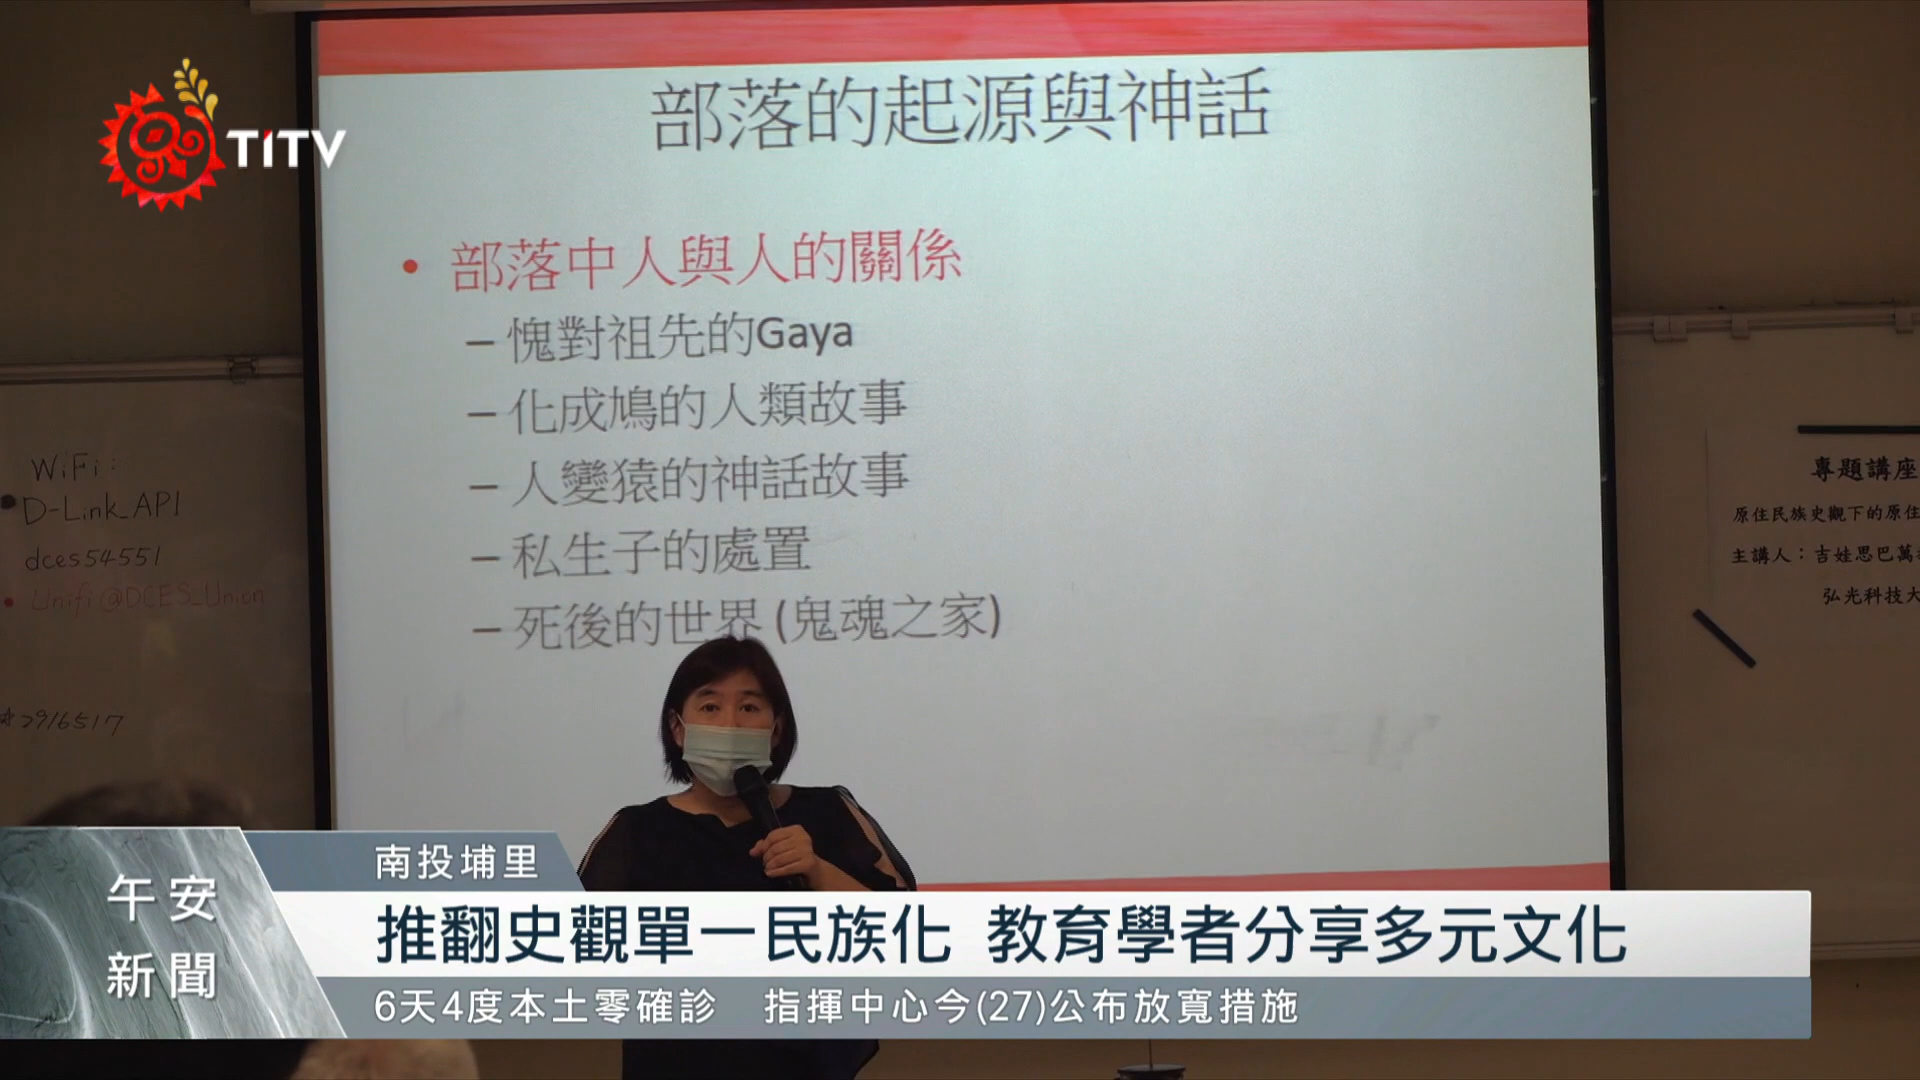 TITV
部落的起源與神話
• 部落中人與人的關係
– 愧對祖先的Gaya
– 化成鳩的人類故事
– 人變猿的神話故事
– 私生子的處置
– 死後的世界 (鬼魂之家)
WiFi:
D-Link_API
dces54551
Unifi@DCES_Union
2916517
專題講座
原住民族史觀下的原住
主講人：吉娃思巴萬
弘光科技大
南投埔里
午安
新聞
推翻史觀單一民族化 教育學者分享多元文化
6天4度本土零確診 指揮中心今(27)公布放寬措施